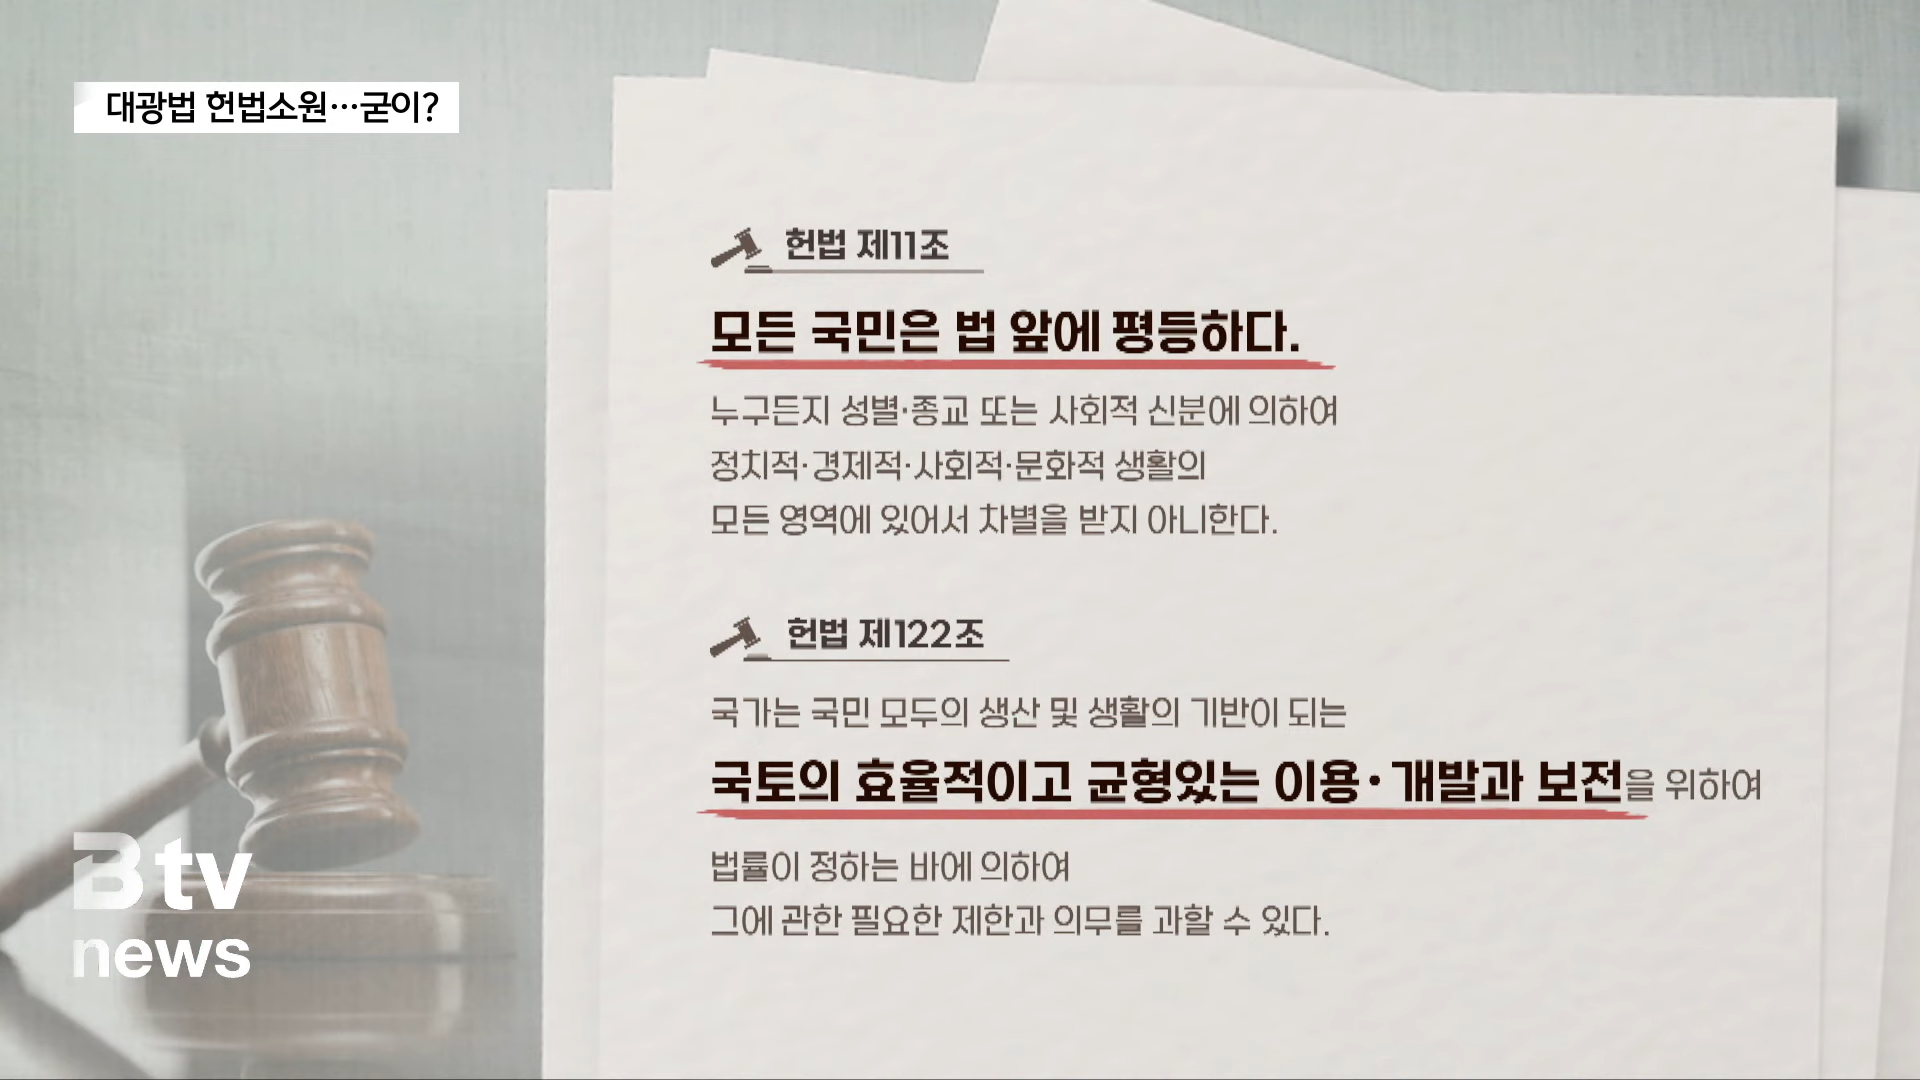 대광법 헌법소원…굳이?
헌법 제11조
모든 국민은 법 앞에 평등하다.
누구든지 성별·종교 또는 사회적 신분에 의하여
정치적·경제적·사회적·문화적 생활의
모든 영역에 있어서 차별을 받지 아니한다.
헌법 제122조
국가는 국민 모두의 생산 및 생활의 기반이 되는
국토의 효율적이고 균형있는 이용·개발과 보전을 위하여
법률이 정하는 바에 의하여
그에 관한 필요한 제한과 의무를 과할 수 있다.
B tv
news